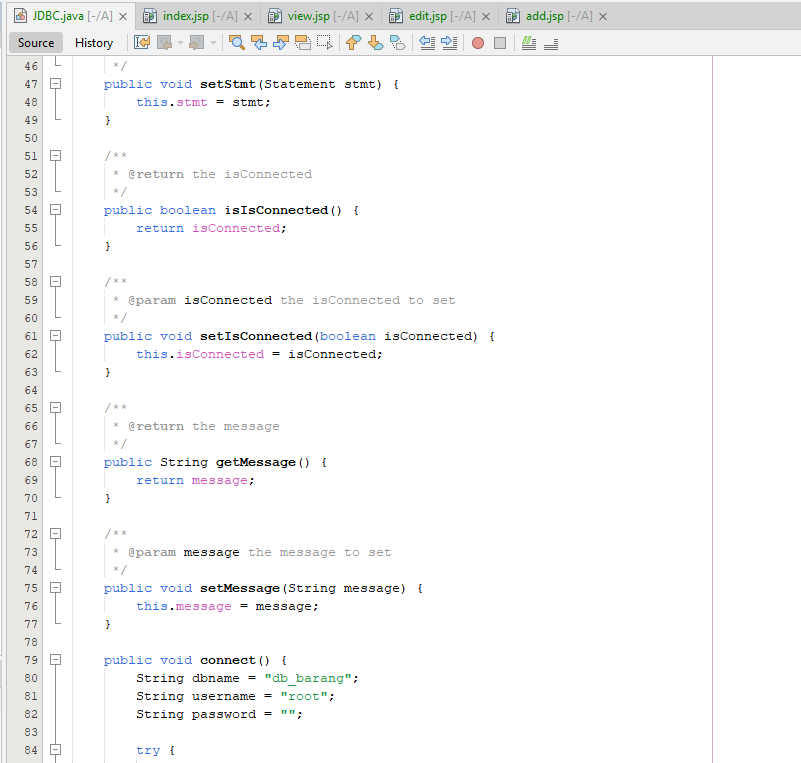 JDBC.java [-/A] index.jsp [-/A] view.jsp [-/A] edit.jsp [-/A] add.jsp [-/A]
Source History
46 */
47 public void setStmt(Statement stmt) {
48 this.stmt = stmt;
49 }
50
51 /**
52 * @return the isConnected
53 */
54 public boolean isIsConnected() {
55 return isConnected;
56 }
57
58 /**
59 * @param isConnected the isConnected to set
60 */
61 public void setIsConnected(boolean isConnected) {
62 this.isConnected = isConnected;
63 }
64
65 /**
66 * @return the message
67 */
68 public String getMessage() {
69 return message;
70 }
71
72 /**
73 * @param message the message to set
74 */
75 public void setMessage(String message) {
76 this.message = message;
77 }
78
79 public void connect() {
80 String dbname = "db_barang";
81 String username = "root";
82 String password = "";
83
84 try {